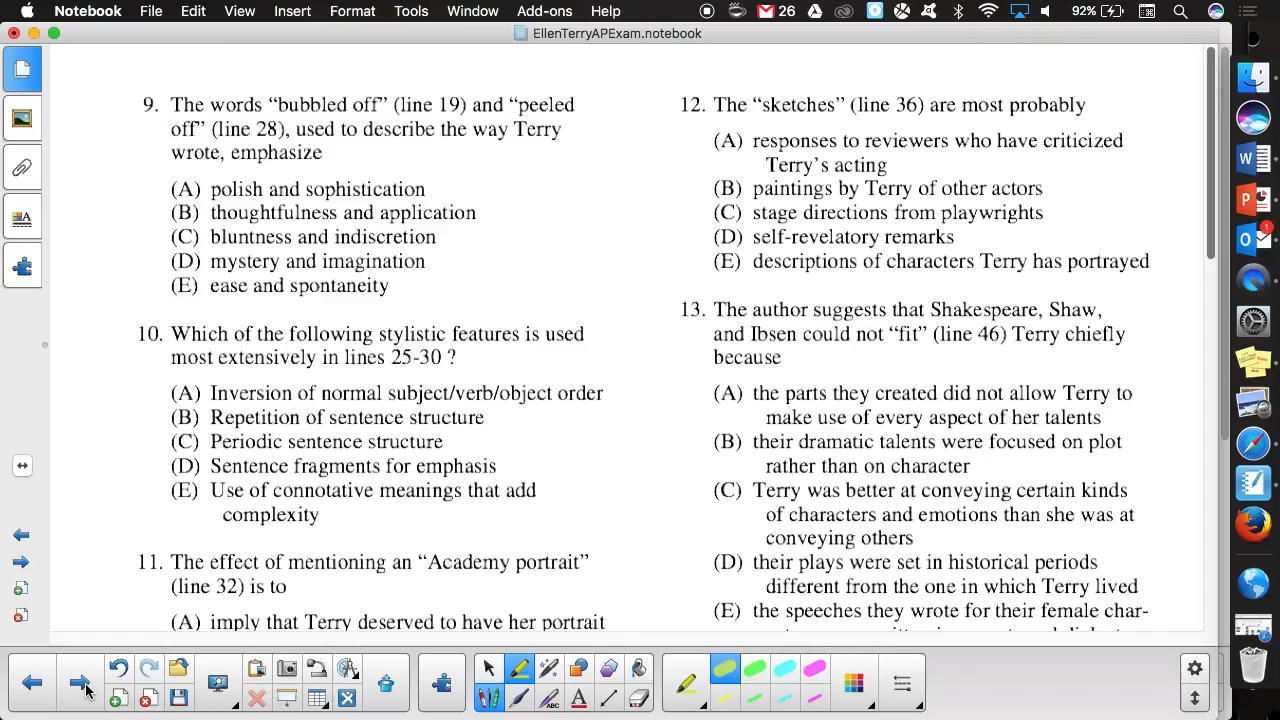 Notebook File Edit View Insert Format Tools Window Add-ons Help 26 92%
EllenTerryAPExam.notebook
9. The words “bubbled off” (line 19) and “peeled
off” (line 28), used to describe the way Terry
wrote, emphasize
(A) polish and sophistication
(B) thoughtfulness and application
(C) bluntness and indiscretion
(D) mystery and imagination
(E) ease and spontaneity
10. Which of the following stylistic features is used
most extensively in lines 25-30 ?
(A) Inversion of normal subject/verb/object order
(B) Repetition of sentence structure
(C) Periodic sentence structure
(D) Sentence fragments for emphasis
(E) Use of connotative meanings that add
complexity
11. The effect of mentioning an “Academy portrait”
(line 32) is to
(A) imply that Terry deserved to have her portrait
12. The “sketches” (line 36) are most probably
(A) responses to reviewers who have criticized
Terry’s acting
(B) paintings by Terry of other actors
(C) stage directions from playwrights
(D) self-revelatory remarks
(E) descriptions of characters Terry has portrayed
13. The author suggests that Shakespeare, Shaw,
and Ibsen could not “fit” (line 46) Terry chiefly
because
(A) the parts they created did not allow Terry to
make use of every aspect of her talents
(B) their dramatic talents were focused on plot
rather than on character
(C) Terry was better at conveying certain kinds
of characters and emotions than she was at
conveying others
(D) their plays were set in historical periods
different from the one in which Terry lived
(E) the speeches they wrote for their female char-